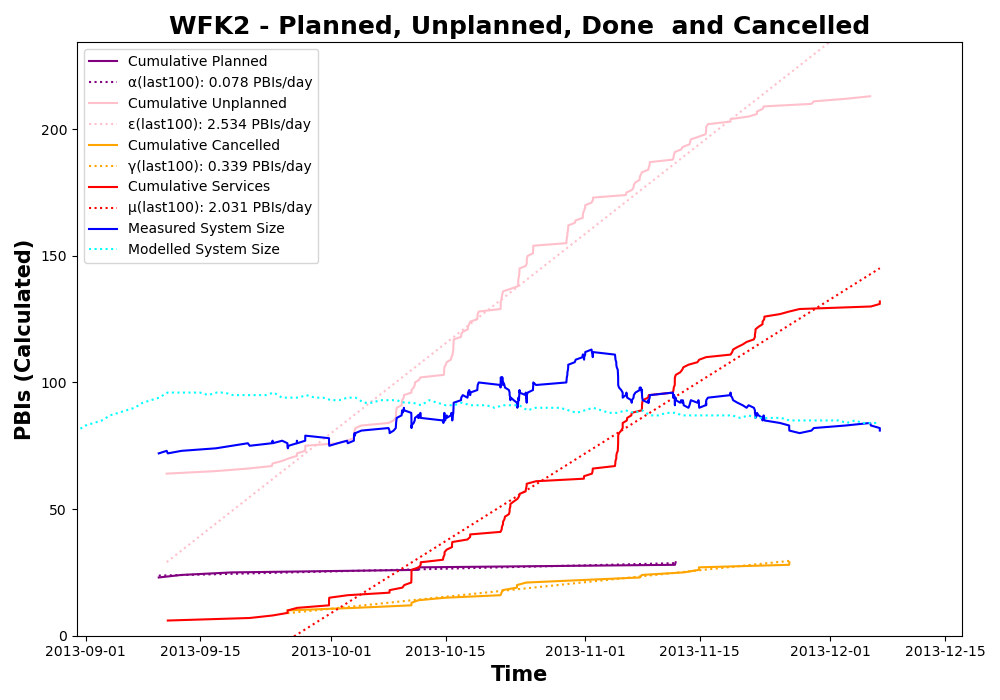 WFK2 - Planned, Unplanned, Done  and Cancelled
PBIs (Calculated)
Cumulative Planned
α(last100): 0.078 PBIs/day
Cumulative Unplanned
ε(last100): 2.534 PBIs/day
Cumulative Cancelled
γ(last100): 0.339 PBIs/day
Cumulative Services
μ(last100): 2.031 PBIs/day
Measured System Size
Modelled System Size
200
150
100
50
0
2013-09-01 2013-09-15 2013-10-01 2013-10-15 2013-11-01 2013-11-15 2013-12-01 2013-12-15
Time